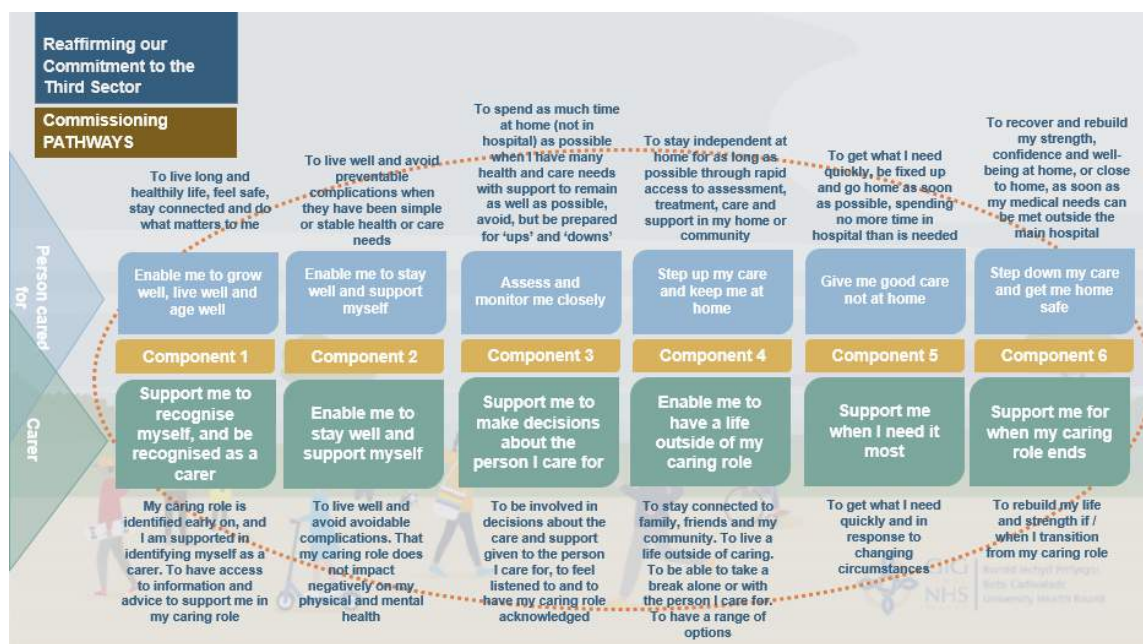 Reaffirming our
Commitment to the
Third Sector
Commissioning
PATHWAYS
To live long and
healthily life, feel safe,
stay connected and do
what matters to me
To live well and avoid
preventable
complications when
they have been simple
or stable health or care
needs
To spend as much time
at home (not in
hospital) as possible
when I have many
health and care needs
with support to remain
as well as possible,
avoid, but be prepared
for ‘ups’ and ‘downs’
To stay independent at
home for as long as
possible through rapid
access to assessment,
treatment, care and
support in my home or
community
To get what I need
quickly, be fixed up
and go home as soon
as possible, spending
no more time in
hospital than is needed
To recover and rebuild
my strength,
confidence and well-
being at home, or close
to home, as soon as
my medical needs can
be met outside the
main hospital
Person cared
for
Enable me to grow
well, live well and
age well
Enable me to stay
well and support
myself
Assess and
monitor me closely
Step up my care
and keep me at
home
Give me good care
not at home
Step down my care
and get me home
safe
Component 1
Component 2
Component 3
Component 4
Component 5
Component 6
Carer
Support me to
recognise
myself, and be
recognised as a
carer
Enable me to
stay well and
support myself
Support me to
make decisions
about the
person I care for
Enable me to
have a life
outside of my
caring role
Support me
when I need it
most
Support me for
when my caring
role ends
My caring role is
identified early on, and
I am supported in
identifying myself as a
carer. To have access
to information and
advice to support me in
my caring role
To live well and
avoid avoidable
complications. That
my caring role does
not impact
negatively on my
physical and mental
health
To be involved in
decisions about the
care and support
given to the person
I care for, to feel
listened to and to
have my caring role
acknowledged
To stay connected to
family, friends and my
community. To live a
life outside of caring.
To be able to take a
break alone or with
the person I care for.
To have a range of
options
To get what I need
quickly and in
response to
changing
circumstances
To rebuild my life
and strength if /
when I transition
from my caring role
GIG
NHS
Bwrdd Iechyd Prifysgol
Betsi Cadwaladr
University Health Board